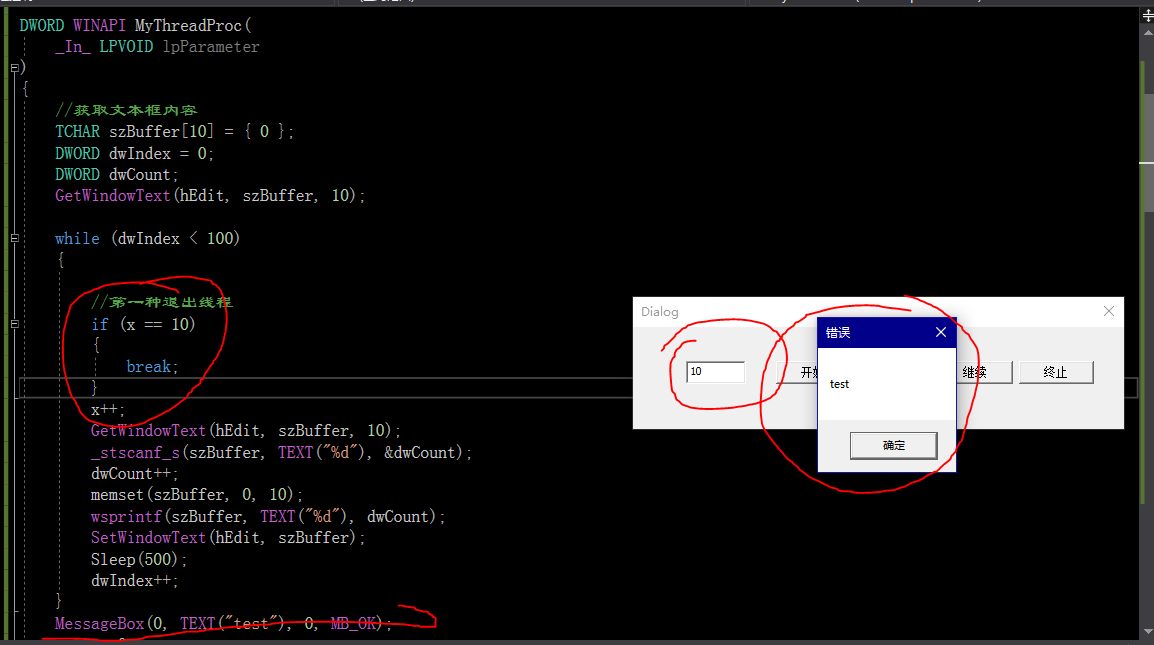 DWORD WINAPI MyThreadProc(
_In_ LPVOID lpParameter
)
{
//获取文本框内容
TCHAR szBuffer[10] = { 0 };
DWORD dwIndex = 0;
DWORD dwCount;
GetWindowText(hEdit, szBuffer, 10);
while (dwIndex < 100)
{
//第一种退出线程
if (x == 10)
{
break;
}
x++;
GetWindowText(hEdit, szBuffer, 10);
_stscanf_s(szBuffer, TEXT("%d"), &dwCount);
dwCount++;
memset(szBuffer, 0, 10);
wsprintf(szBuffer, TEXT("%d"), dwCount);
SetWindowText(hEdit, szBuffer);
Sleep(500);
dwIndex++;
}
MessageBox(0, TEXT("test"), 0, MB_OK);
Dialog
错误
10
开始
继续
终止
test
确定